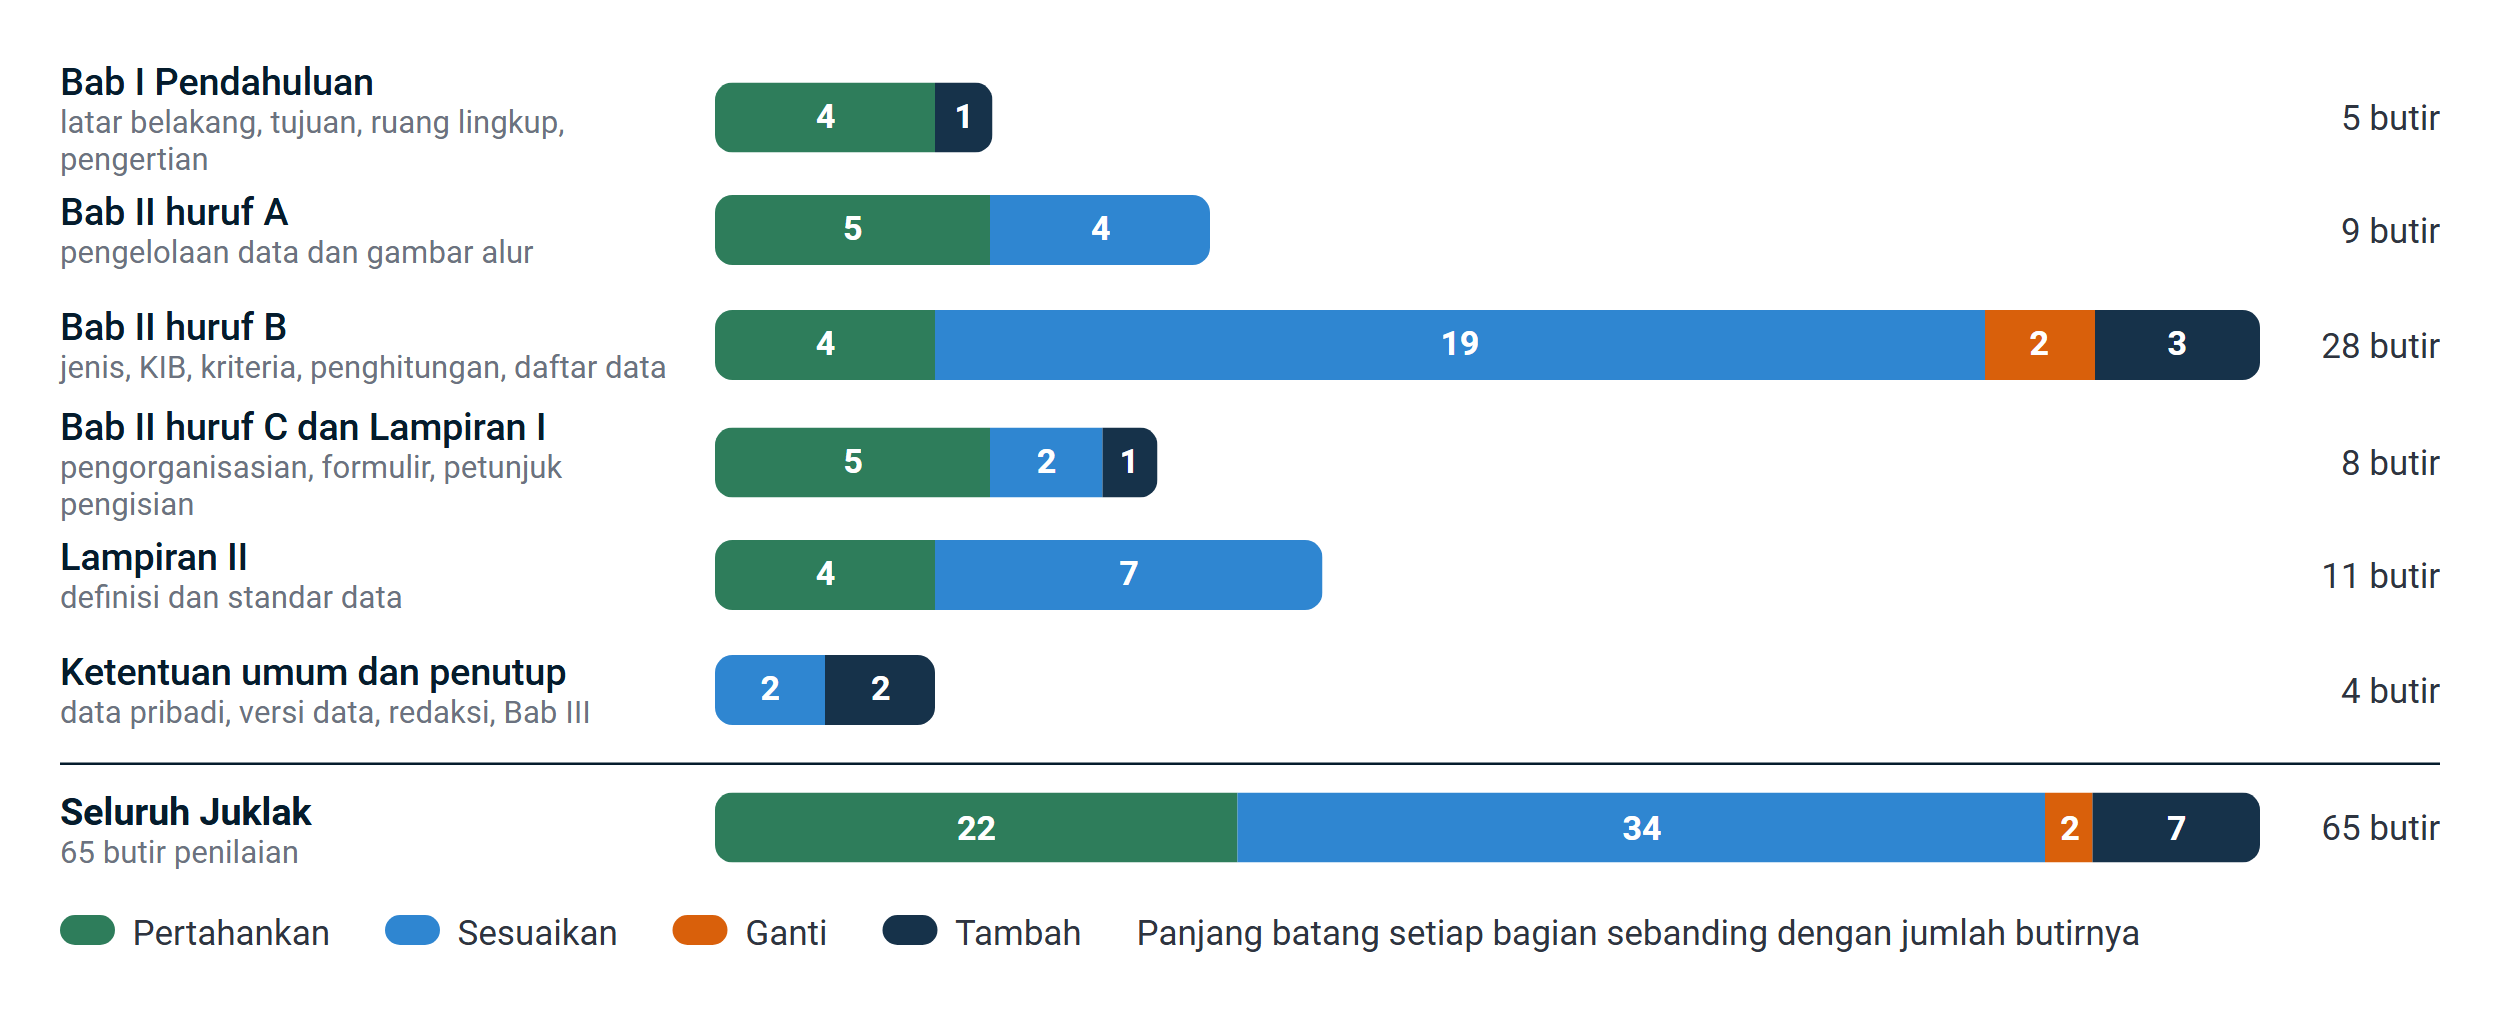 Bab I Pendahuluan
latar belakang, tujuan, ruang lingkup,
pengertian
4 1
5 butir
Bab II huruf A
pengelolaan data dan gambar alur
5 4
9 butir
Bab II huruf B
jenis, KIB, kriteria, penghitungan, daftar data
4 19 2 3
28 butir
Bab II huruf C dan Lampiran I
pengorganisasian, formulir, petunjuk
pengisian
5 2 1
8 butir
Lampiran II
definisi dan standar data
4 7
11 butir
Ketentuan umum dan penutup
data pribadi, versi data, redaksi, Bab III
2 2
4 butir
Seluruh Juklak
65 butir penilaian
22 34 2 7
65 butir
Pertahankan Sesuaikan Ganti Tambah Panjang batang setiap bagian sebanding dengan jumlah butirnya